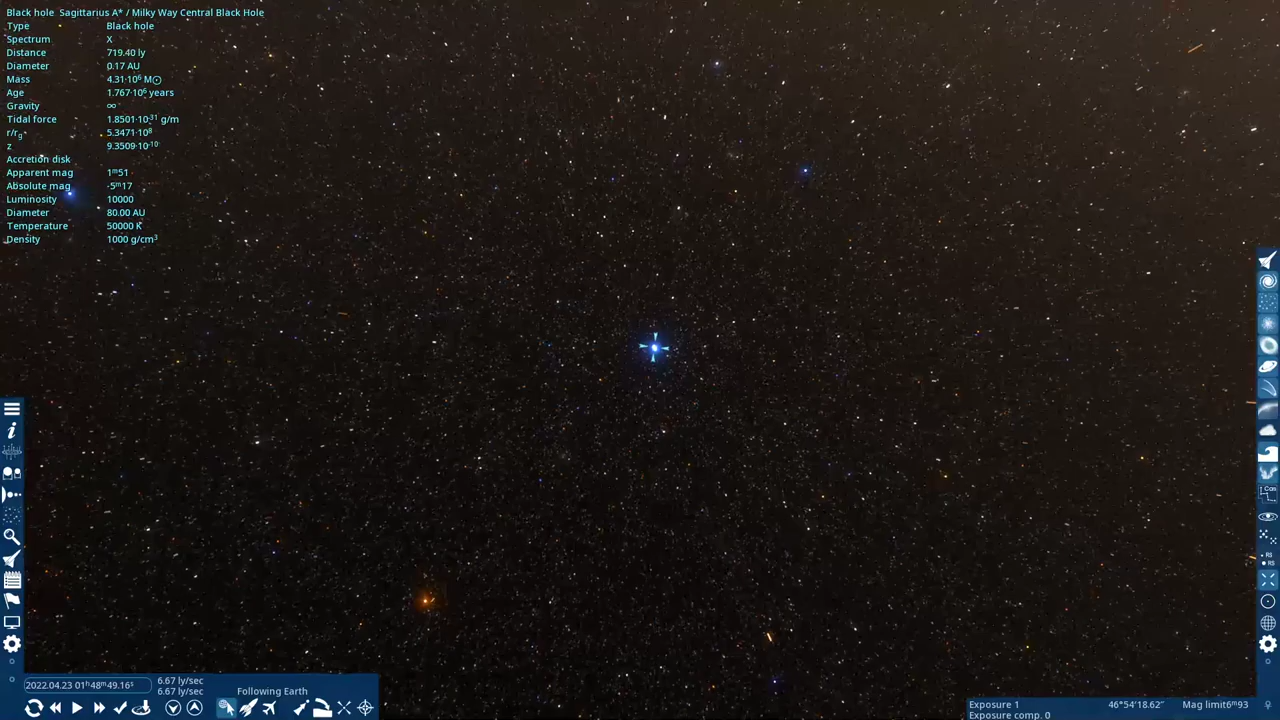 Black hole Sagittarius A* / Milky Way Central Black Hole
Type Black hole
Spectrum X
Distance 719.40 ly
Diameter 0.17 AU
Mass 4.31·10⁶ M☉
Age 1.767·10⁶ years
Gravity ∞
Tidal force 1.8501·10⁻³¹ g/m
r/rg 5.3471·10⁸
z 9.3509·10⁻¹⁰
Accretion disk
Apparent mag 1ᵐ51
Absolute mag -5ᵐ17
Luminosity 10000
Diameter 80.00 AU
Temperature 50000 K
Density 1000 g/cm³
2022.04.23 01ʰ48ᵐ49.16ˢ
6.67 ly/sec
6.67 ly/sec
Following Earth
Exposure 1 46°54'18.62" Mag limit6ᵐ93
Exposure comp. 0